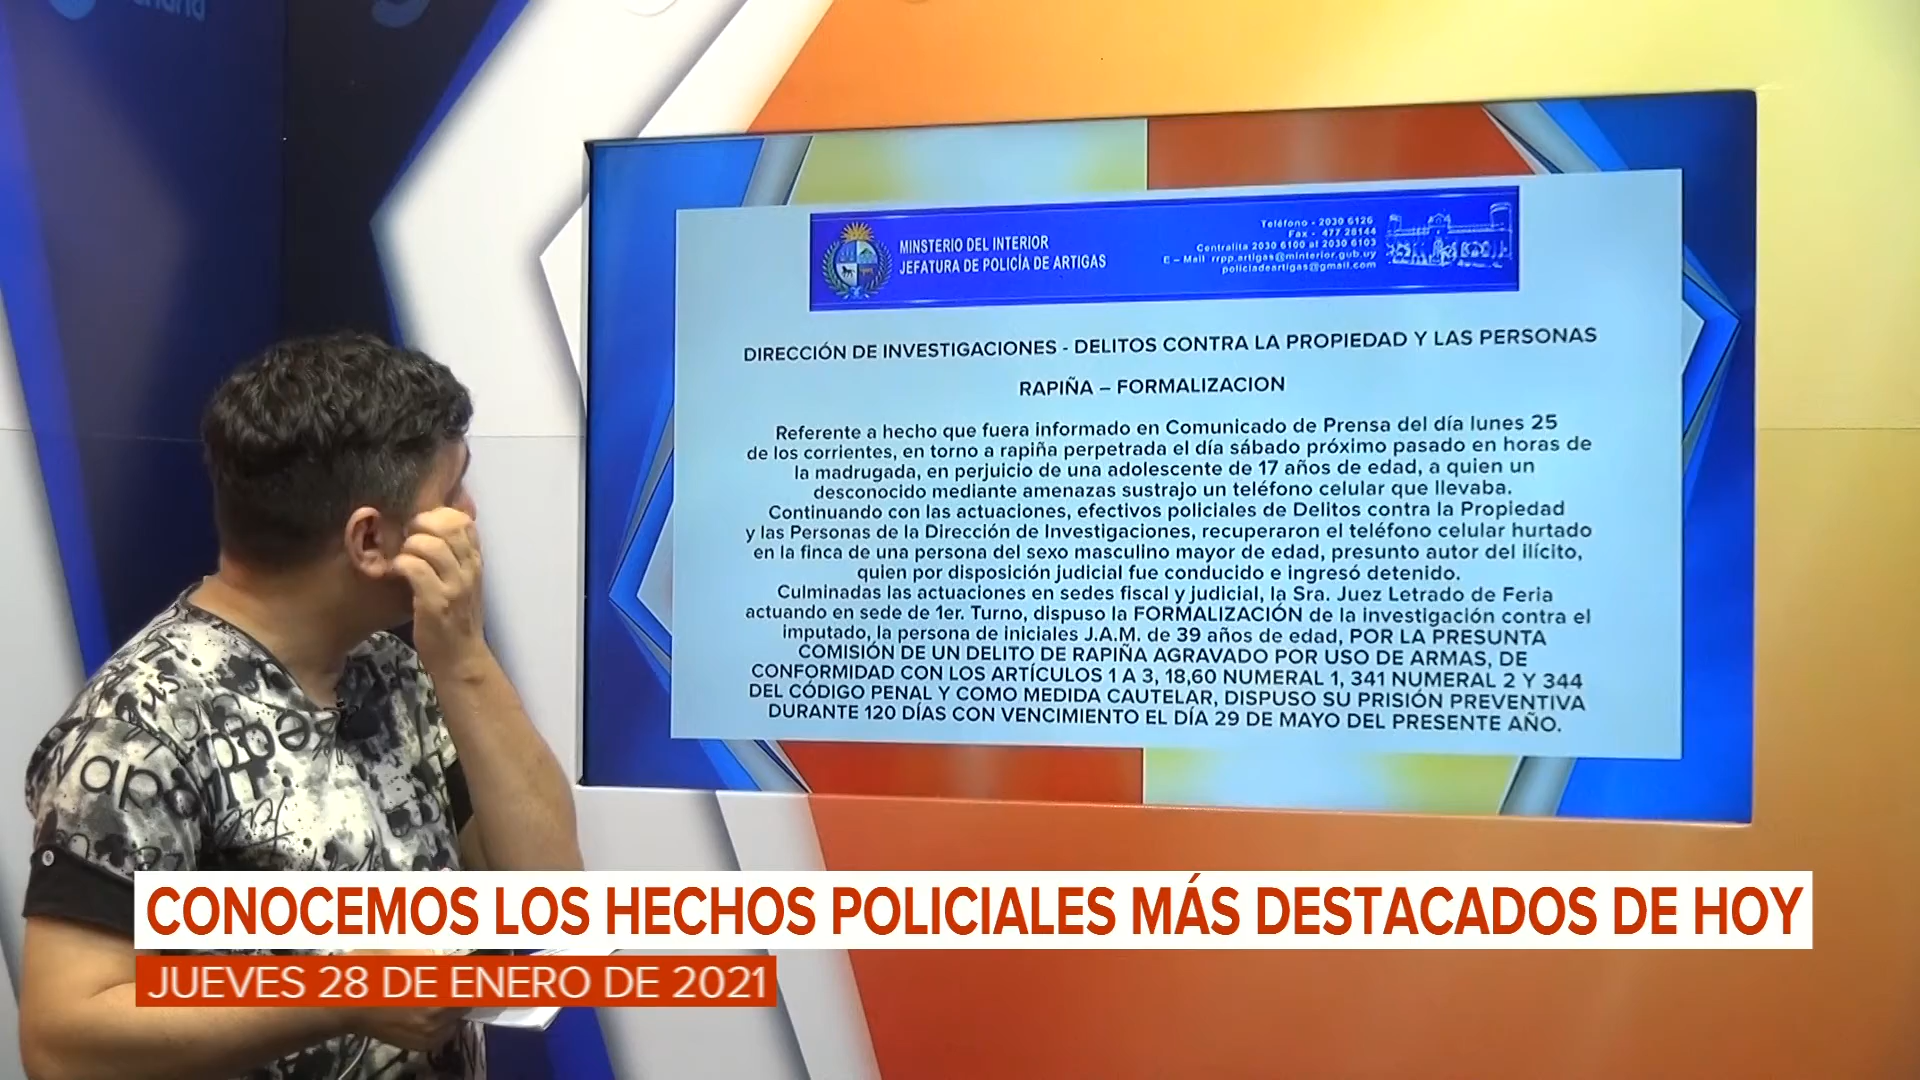 MINSTERIO DEL INTERIOR
JEFATURA DE POLICÍA DE ARTIGAS
Teléfono - 2030 6126
Fax - 477 28144
Centralita 2030 6100 al 2030 6103
E – Mail rrpp.artigas@minterior.gub.uy
policiadeartigas@gmail.com
DIRECCIÓN DE INVESTIGACIONES - DELITOS CONTRA LA PROPIEDAD Y LAS PERSONAS
RAPIÑA – FORMALIZACION
Referente a hecho que fuera informado en Comunicado de Prensa del día lunes 25
de los corrientes, en torno a rapiña perpetrada el día sábado próximo pasado en horas de
la madrugada, en perjuicio de una adolescente de 17 años de edad, a quien un
desconocido mediante amenazas sustrajo un teléfono celular que llevaba.
Continuando con las actuaciones, efectivos policiales de Delitos contra la Propiedad
y las Personas de la Dirección de Investigaciones, recuperaron el teléfono celular hurtado
en la finca de una persona del sexo masculino mayor de edad, presunto autor del ilícito,
quien por disposición judicial fue conducido e ingresó detenido.
Culminadas las actuaciones en sedes fiscal y judicial, la Sra. Juez Letrado de Feria
actuando en sede de 1er. Turno, dispuso la FORMALIZACIÓN de la investigación contra el
imputado, la persona de iniciales J.A.M. de 39 años de edad, POR LA PRESUNTA
COMISIÓN DE UN DELITO DE RAPIÑA AGRAVADO POR USO DE ARMAS, DE
CONFORMIDAD CON LOS ARTÍCULOS 1 A 3, 18,60 NUMERAL 1, 341 NUMERAL 2 Y 344
DEL CÓDIGO PENAL Y COMO MEDIDA CAUTELAR, DISPUSO SU PRISIÓN PREVENTIVA
DURANTE 120 DÍAS CON VENCIMIENTO EL DÍA 29 DE MAYO DEL PRESENTE AÑO.
CONOCEMOS LOS HECHOS POLICIALES MÁS DESTACADOS DE HOY
JUEVES 28 DE ENERO DE 2021